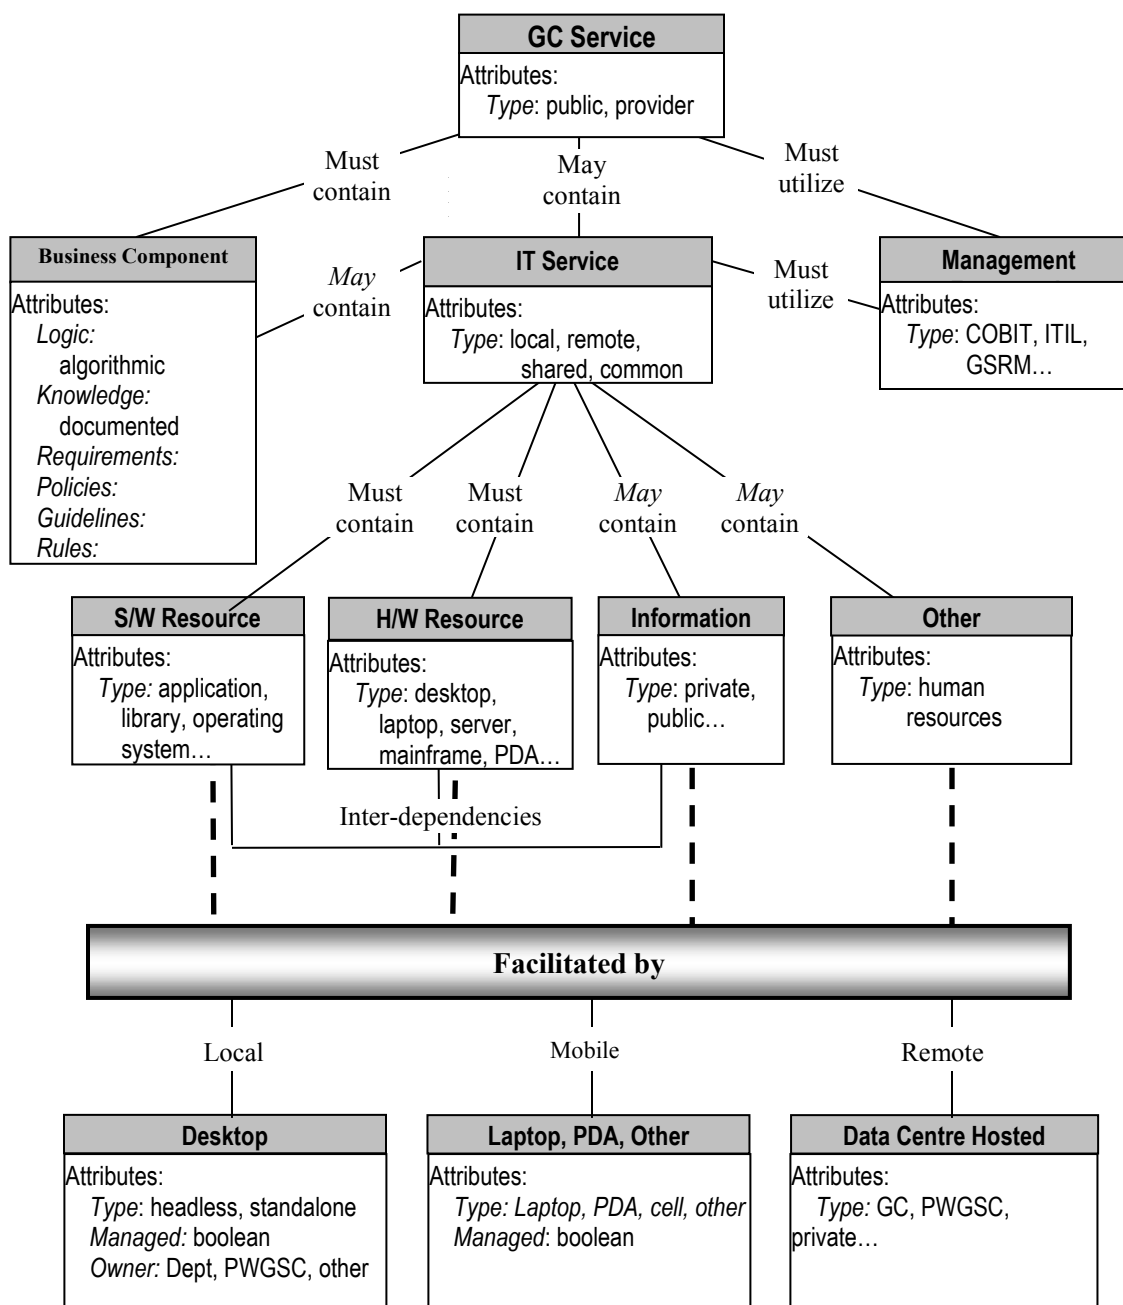 GC Service
Attributes:
Type: public, provider
Must
contain
May
contain
Must
utilize
Business Component
Attributes:
Logic:
algorithmic
Knowledge:
documented
Requirements:
Policies:
Guidelines:
Rules:
May
contain
IT Service
Attributes:
Type: local, remote,
shared, common
Must
utilize
Management
Attributes:
Type: COBIT, ITIL,
GSRM…
Must
contain
Must
contain
May
contain
May
contain
S/W Resource
Attributes:
Type: application,
library, operating
system…
H/W Resource
Attributes:
Type: desktop,
laptop, server,
mainframe, PDA…
Information
Attributes:
Type: private,
public…
Other
Attributes:
Type: human
resources
Inter-dependencies
Facilitated by
Local
Mobile
Remote
Desktop
Attributes:
Type: headless, standalone
Managed: boolean
Owner: Dept, PWGSC, other
Laptop, PDA, Other
Attributes:
Type: Laptop, PDA, cell, other
Managed: boolean
Data Centre Hosted
Attributes:
Type: GC, PWGSC,
private…